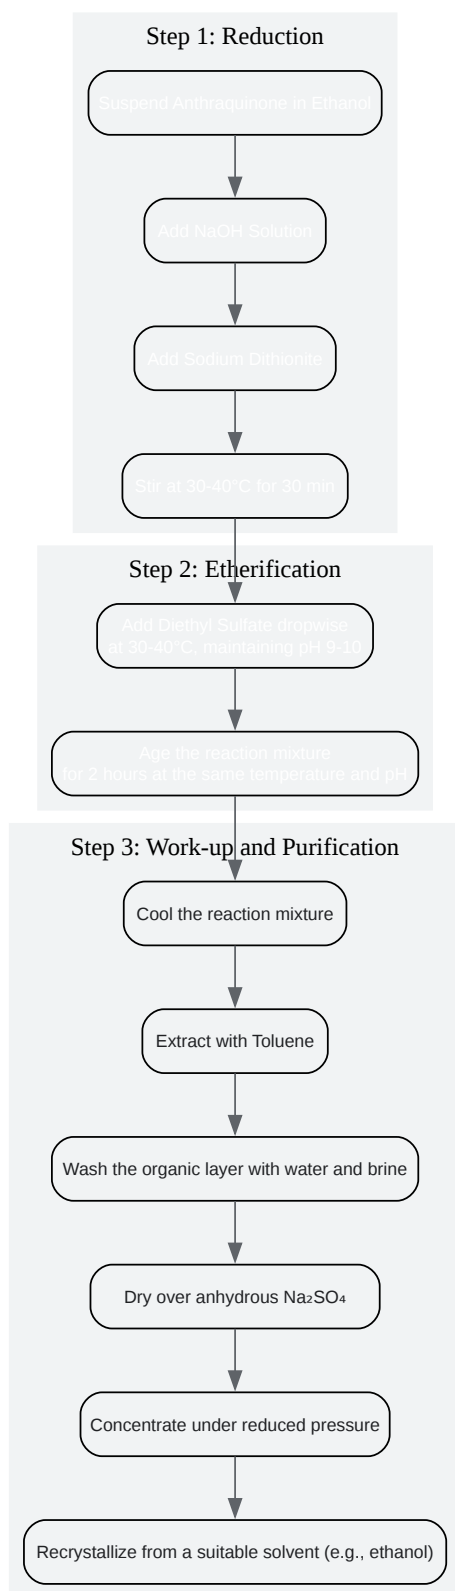 Step 1: Reduction
Suspend Anthraquinone in Ethanol
Add NaOH Solution
Add Sodium Dithionite
Stir at 30-40°C for 30 min
Step 2: Etherification
Add Diethyl Sulfate dropwise
at 30-40°C, maintaining pH 9-10
Age the reaction mixture
for 2 hours at the same temperature and pH
Step 3: Work-up and Purification
Cool the reaction mixture
Extract with Toluene
Wash the organic layer with water and brine
Dry over anhydrous Na₂SO₄
Concentrate under reduced pressure
Recrystallize from a suitable solvent (e.g., ethanol)